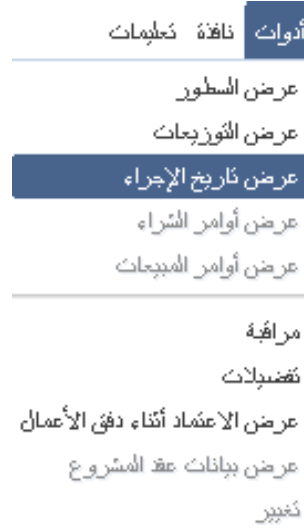 أدوات نافذة تعليمات
عرض السطور
عرض التوزيعات
عرض تاريخ الإجراء
عرض أوامر الشراء
عرض أوامر المبيعات
مراقبة
تفضيلات
عرض الاعتماد أثناء دفق الأعمال
عرض بيانات عقد المشروع
تغيير